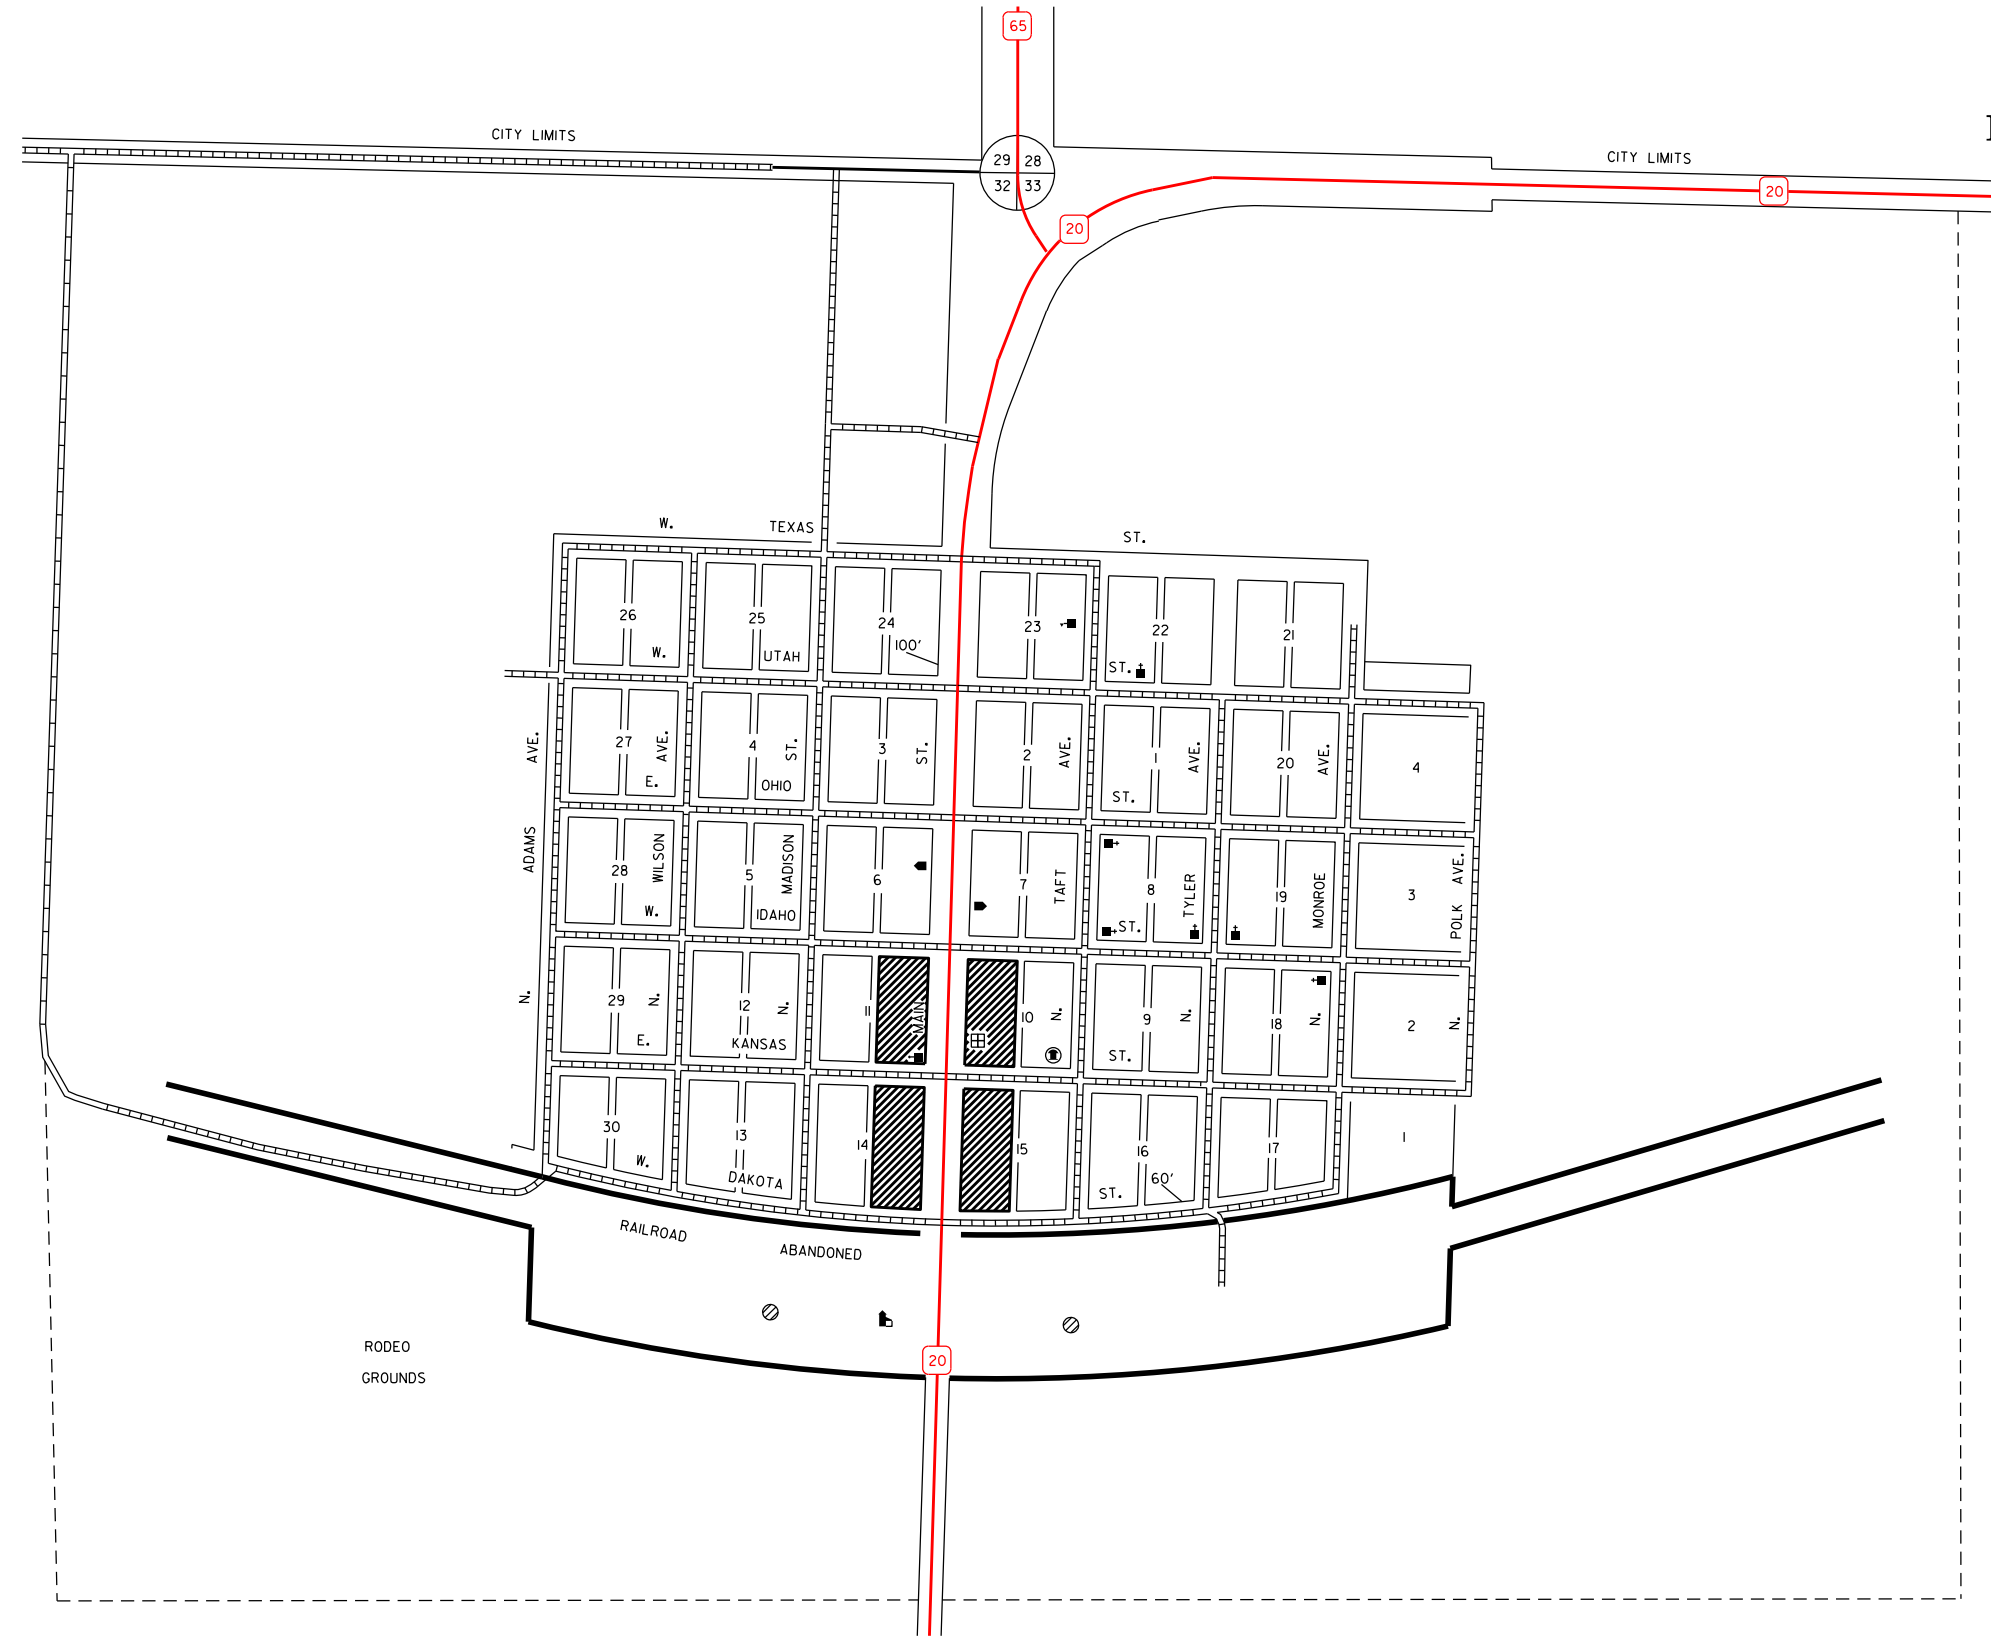 65
CITY LIMITS
29 28
32 33
CITY LIMITS
20
20
W. TEXAS ST.
26
25
24
23
22
21
W.
UTAH
100'
ST.
27
4
3
2
1
20
4
AVE.
AVE.
ST.
ST.
AVE.
AVE.
AVE.
E.
OHIO
ST.
28
5
6
7
8
19
3
ADAMS
WILSON
MADISON
TAFT
TYLER
MONROE
POLK AVE.
W.
IDAHO
ST.
29
12
11
MAIN
10
9
18
2
N.
N.
N.
N.
N.
N.
N.
E.
KANSAS
ST.
30
13
14
15
16
17
1
W.
DAKOTA
ST.
60'
RAILROAD ABANDONED
RODEO
GROUNDS
20